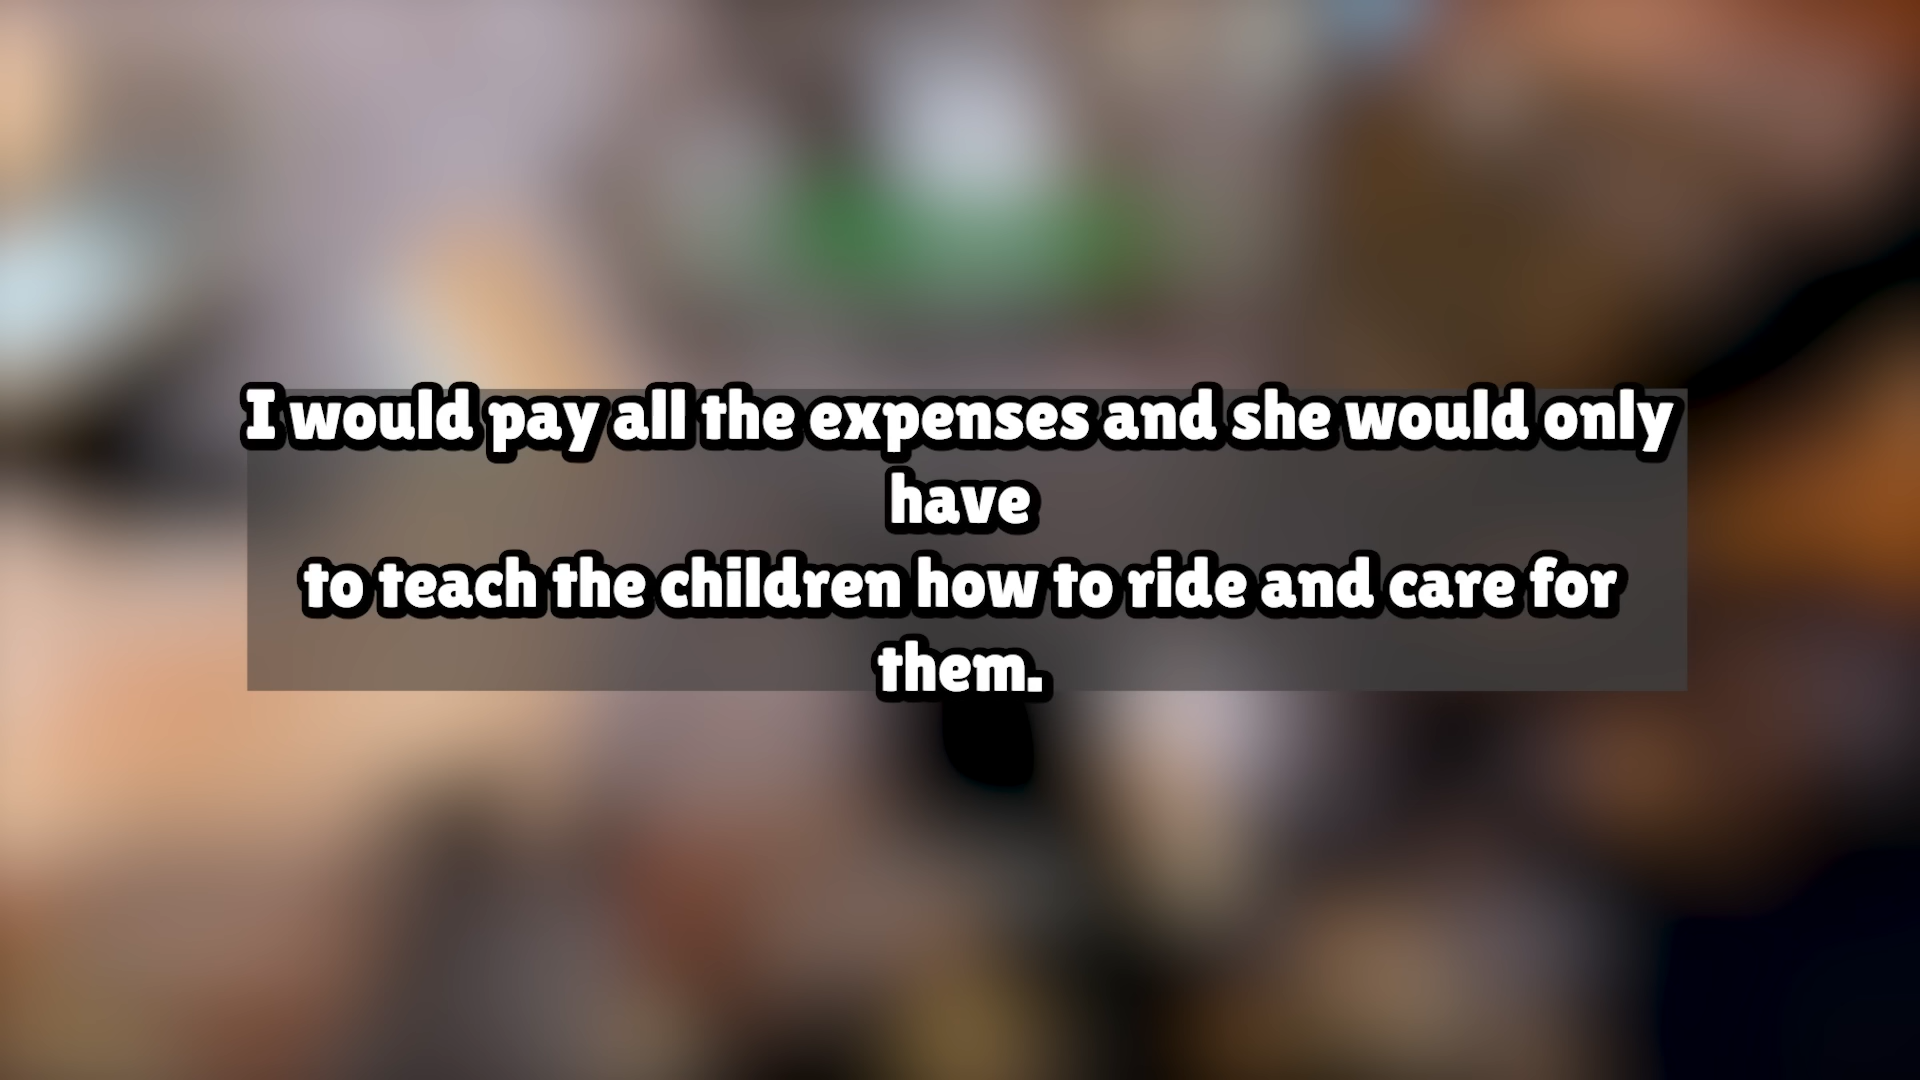 I would pay all the expenses and she would only
have
to teach the children how to ride and care for
them.